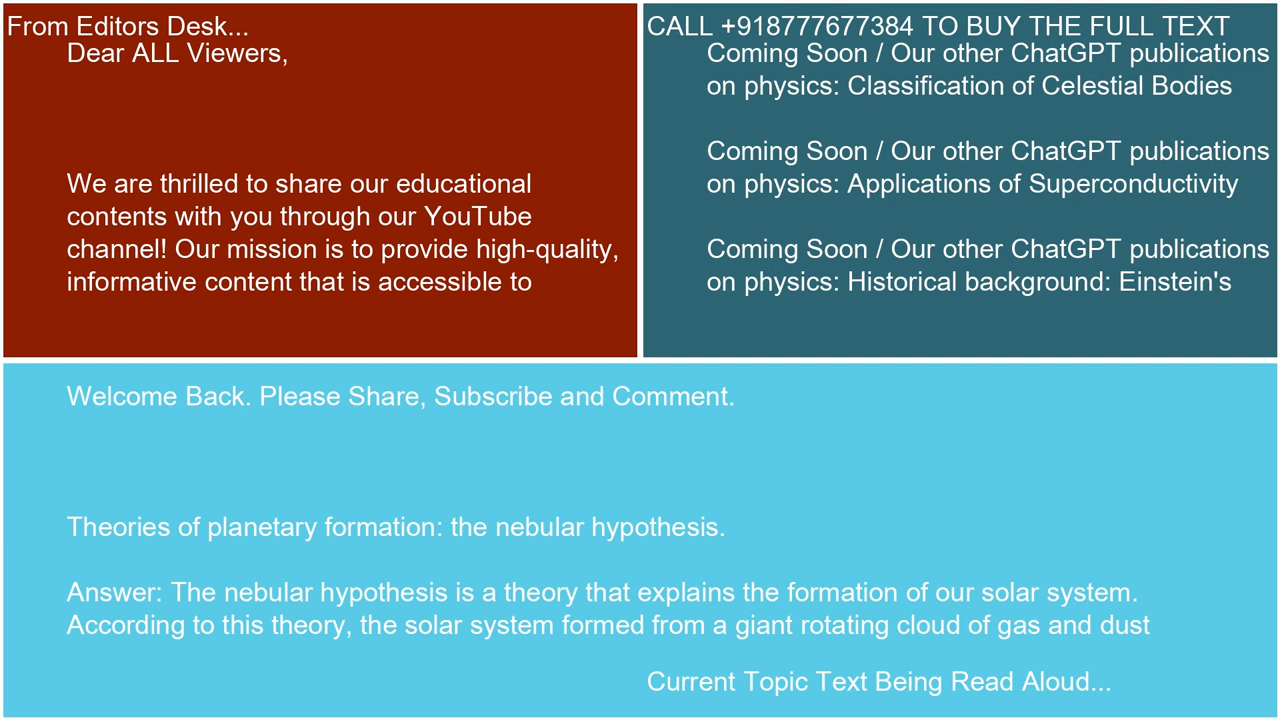 From Editors Desk...
Dear ALL Viewers,
We are thrilled to share our educational
contents with you through our YouTube
channel! Our mission is to provide high-quality,
informative content that is accessible to
CALL +918777677384 TO BUY THE FULL TEXT
Coming Soon / Our other ChatGPT publications
on physics: Classification of Celestial Bodies
Coming Soon / Our other ChatGPT publications
on physics: Applications of Superconductivity
Coming Soon / Our other ChatGPT publications
on physics: Historical background: Einstein's
Welcome Back. Please Share, Subscribe and Comment.
Theories of planetary formation: the nebular hypothesis.
Answer: The nebular hypothesis is a theory that explains the formation of our solar system.
According to this theory, the solar system formed from a giant rotating cloud of gas and dust
Current Topic Text Being Read Aloud...